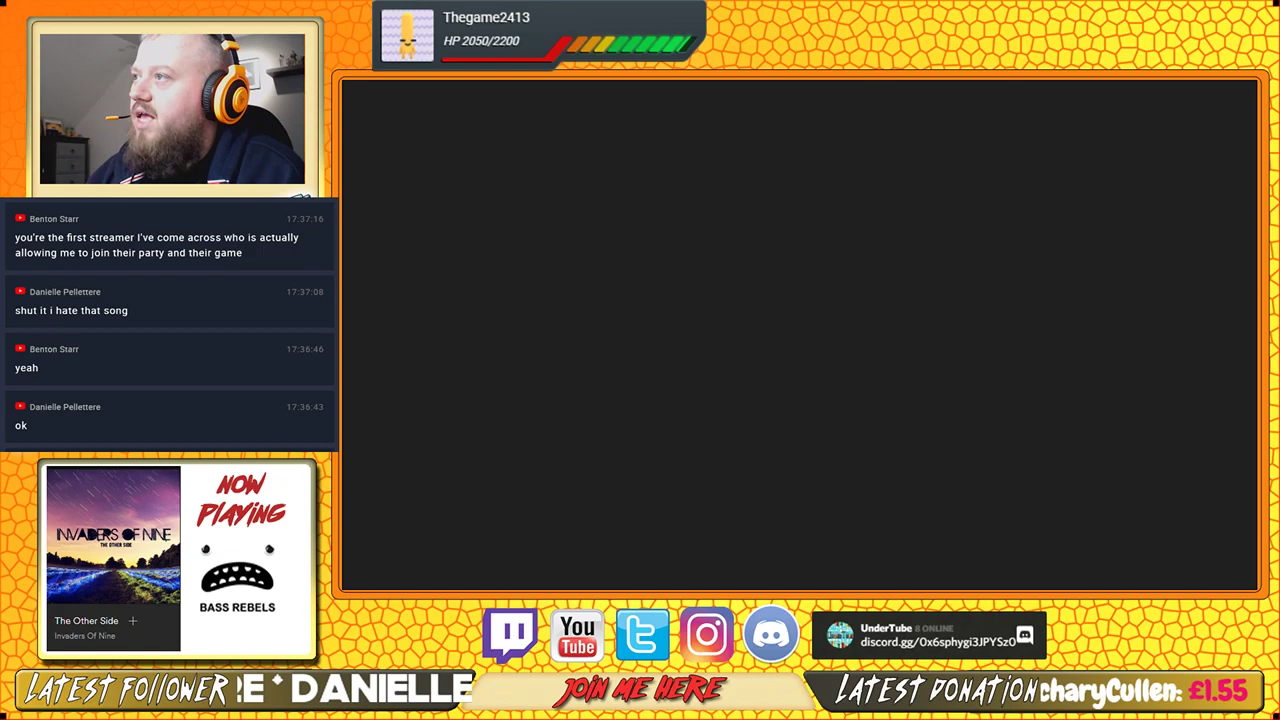 Thegame2413
HP 2050/2200
Benton Starr 17:37:16
you're the first streamer I've come across who is actually
allowing me to join their party and their game
Danielle Pellettere 17:37:08
shut it i hate that song
Benton Starr 17:36:46
yeah
Danielle Pellettere 17:36:43
ok
INVADERS OF NINE
THE OTHER SIDE
The Other Side +
Invaders Of Nine
NOW
PLAYING
BASS REBELS
You
Tube
UnderTube 8 ONLINE
discord.gg/0x6sphygi3JPYSz0
LATEST FOLLOWER E * DANIELLE
JOIN ME HERE
LATEST DONATION charyCullen: £1.55